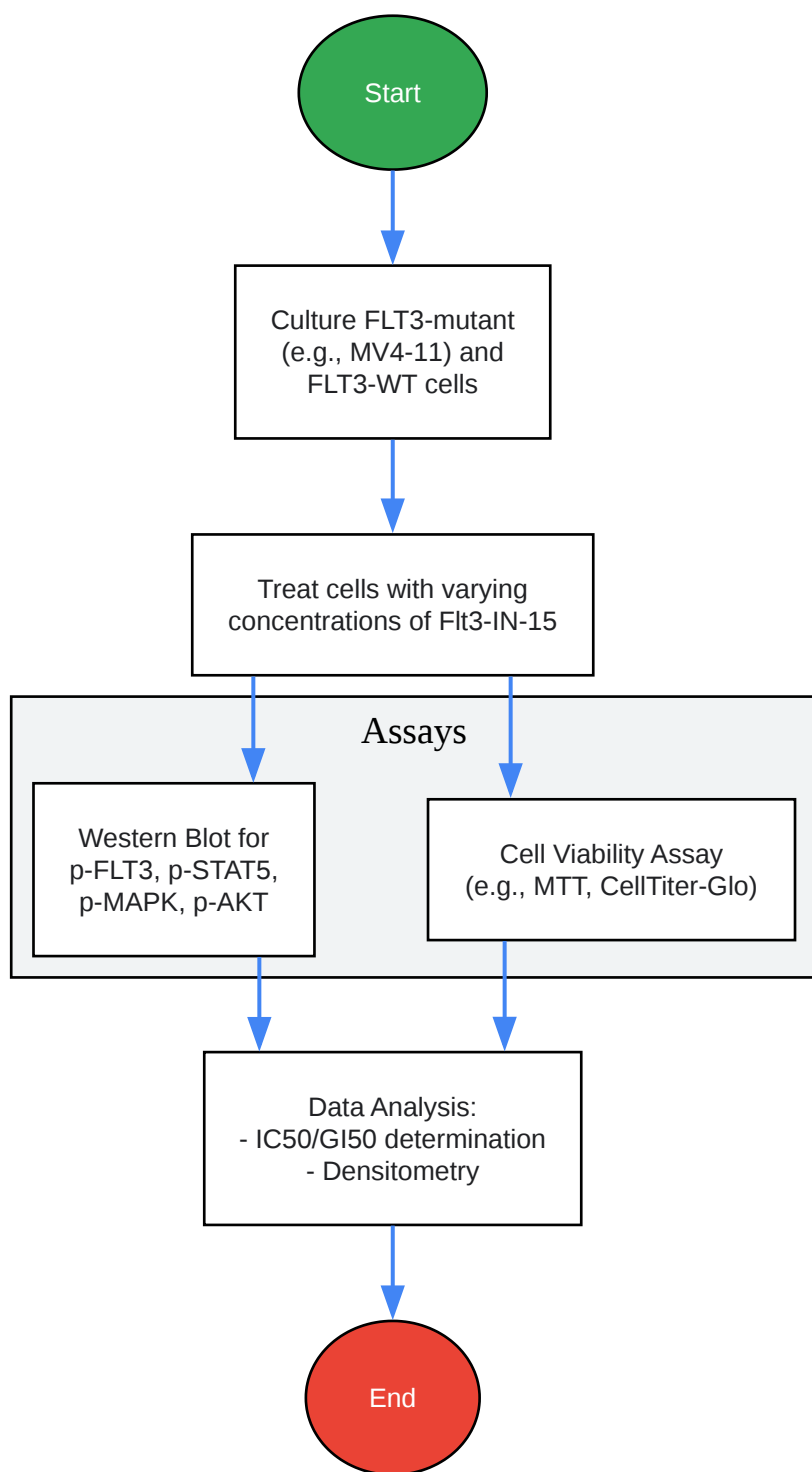 Start
Culture FLT3-mutant
(e.g., MV4-11) and
FLT3-WT cells
Treat cells with varying
concentrations of Flt3-IN-15
Assays
Western Blot for
p-FLT3, p-STAT5,
p-MAPK, p-AKT
Cell Viability Assay
(e.g., MTT, CellTiter-Glo)
Data Analysis:
- IC50/GI50 determination
- Densitometry
End